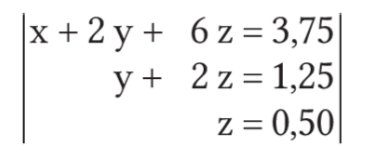 x + 2 y + 6 z = 3,75
y + 2 z = 1,25
z = 0,50